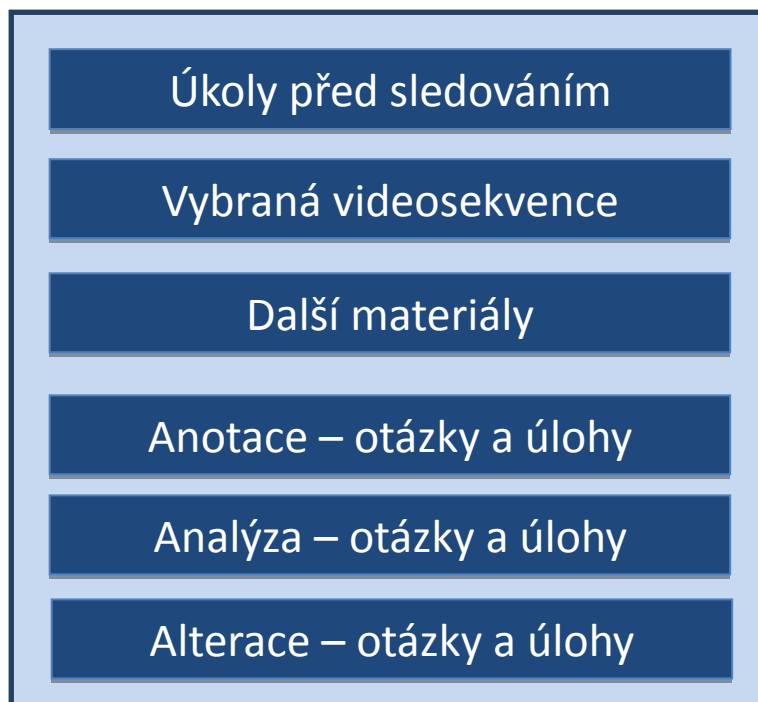 Úkoly před sledováním
Vybraná videosekvence
Další materiály
Anotace – otázky a úlohy
Analýza – otázky a úlohy
Alterace – otázky a úlohy